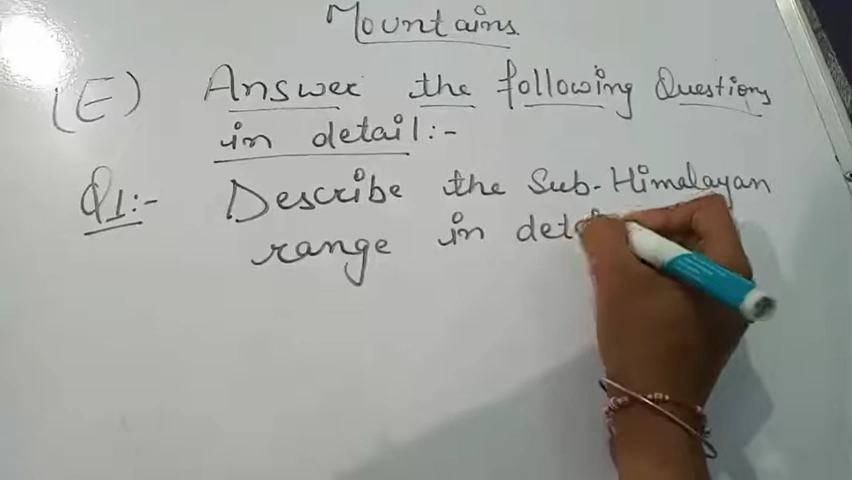 Mountains
(E) Answer the following Questions
in detail:-
Q1:- Describe the Sub-Himalayan
range in